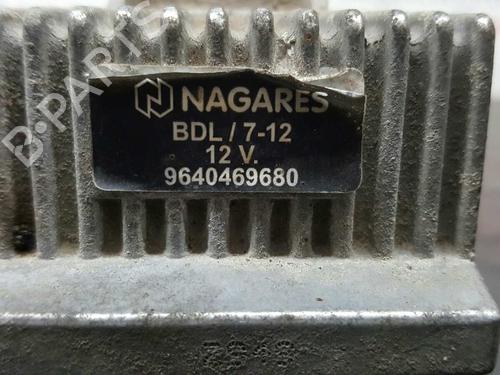 B-PARTS
NAGARES
BDL / 7-12
12 V.
9640469680